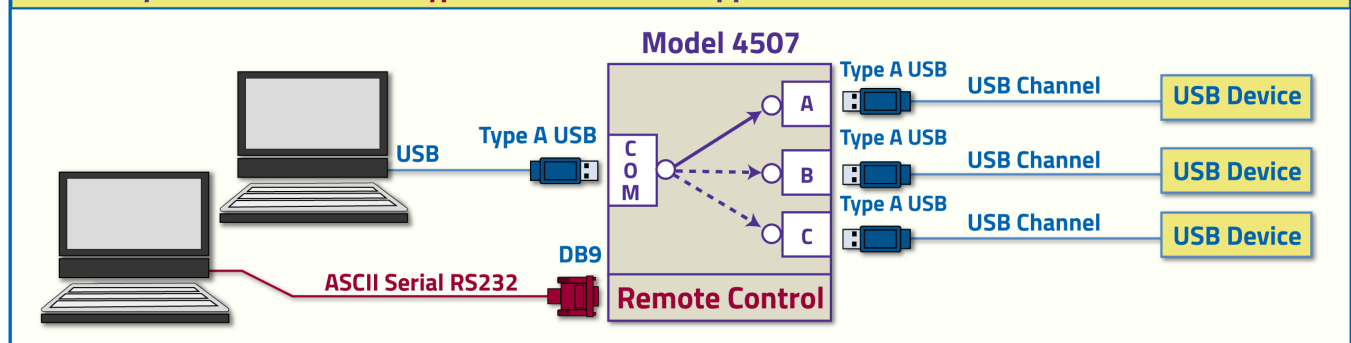 Model 4507
Type A USB
USB Channel
USB Device
A
Type A USB
USB
COM
Type A USB
USB Channel
USB Device
B
Type A USB
USB Channel
USB Device
C
DB9
ASCII Serial RS232
Remote Control